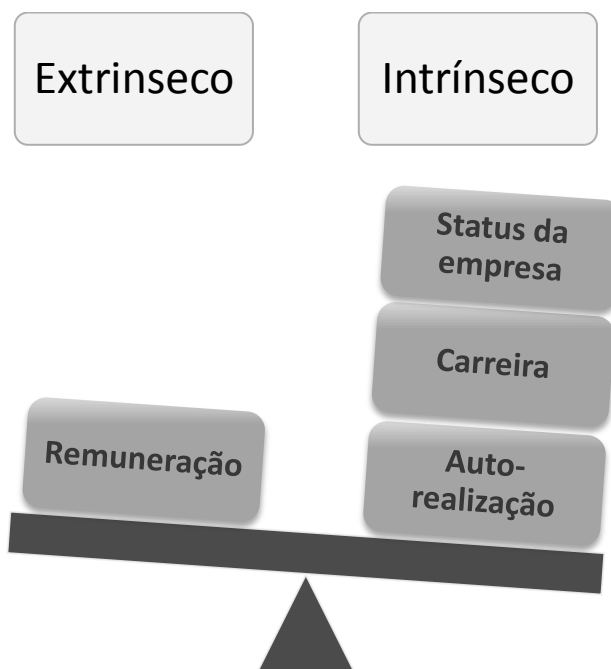 Extrinseco
Intrínseco
Status da
empresa
Carreira
Remuneração
Auto-
realização